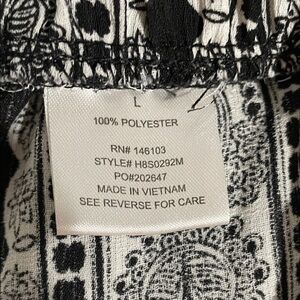 L
100% POLYESTER
RN# 146103
STYLE# H8S0292M
PO#202647
MADE IN VIETNAM
SEE REVERSE FOR CARE